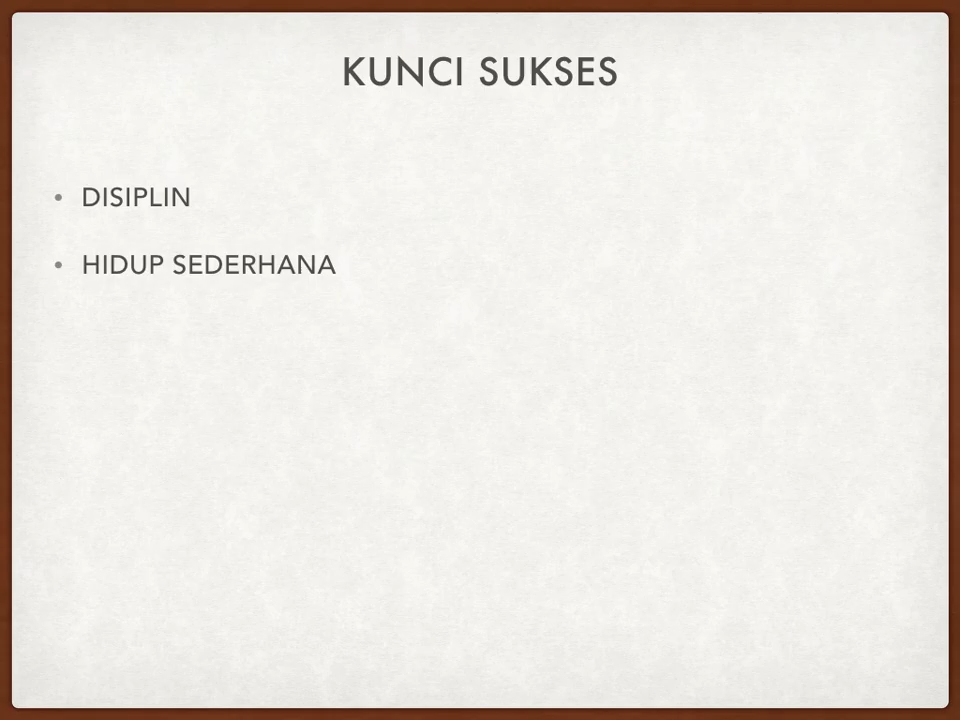 KUNCI SUKSES
• DISIPLIN
• HIDUP SEDERHANA